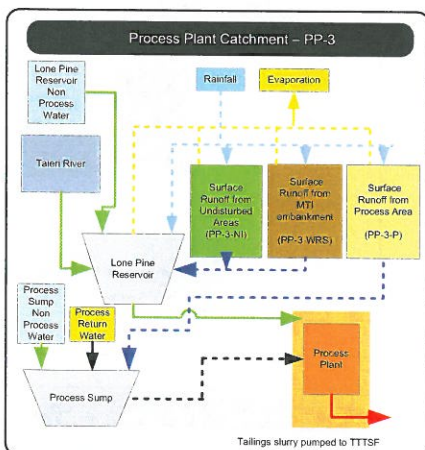 Process Plant Catchment – PP-3
Lone Pine
Reservoir
Non
Process
Water
Rainfall
Evaporation
Taieri River
Surface
Runoff from
Undisturbed
Areas
(PP-3-NI)
Surface
Runoff from
MTI
embankment
(PP-3-WRS)
Surface
Runoff from
Process Area
(PP-3-P)
Lone Pine
Reservoir
Process
Sump
Non
Process
Water
Process
Return
Water
Process
Plant
Process Sump
Tailings slurry pumped to TTTSF